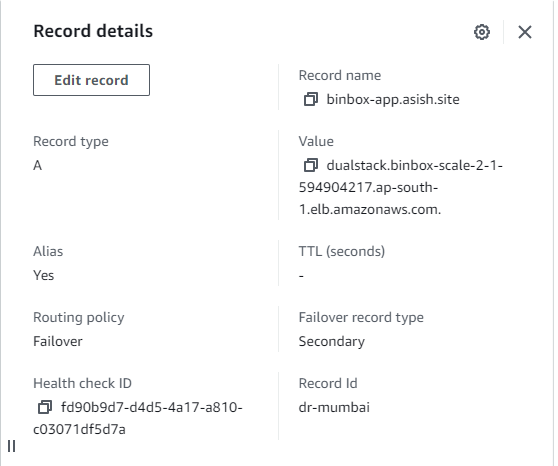 Record details
Edit record
Record name
binbox-app.asish.site
Record type
A
Value
dualstack.binbox-scale-2-1-
594904217.ap-south-
1.elb.amazonaws.com.
Alias
Yes
TTL (seconds)
-
Routing policy
Failover
Failover record type
Secondary
Health check ID
fd90b9d7-d4d5-4a17-a810-
c03071df5d7a
Record Id
dr-mumbai